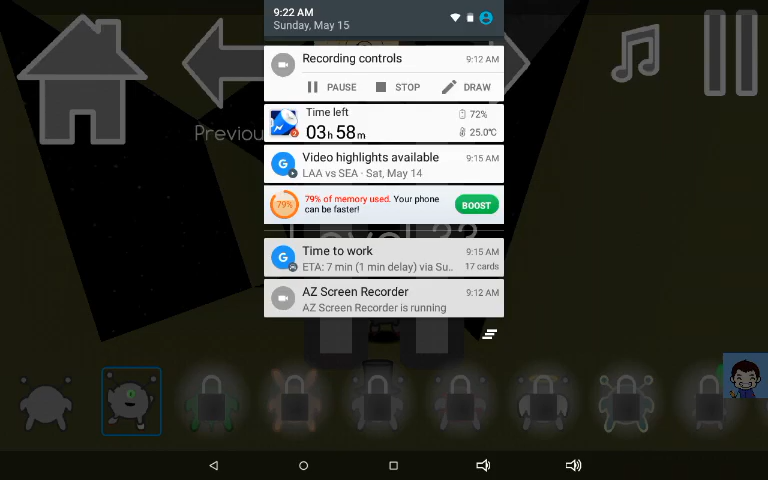 9:22 AM
Sunday, May 15
Recording controls
9:12 AM
PAUSE
STOP
DRAW
Time left
03h 58m
72%
25.0°C
Previou
Video highlights available
9:15 AM
LAA vs SEA · Sat, May 14
79%
79% of memory used. Your phone
can be faster!
BOOST
Level 33
Time to work
9:15 AM
ETA: 7 min (1 min delay) via Su..
17 cards
AZ Screen Recorder
9:12 AM
AZ Screen Recorder is running